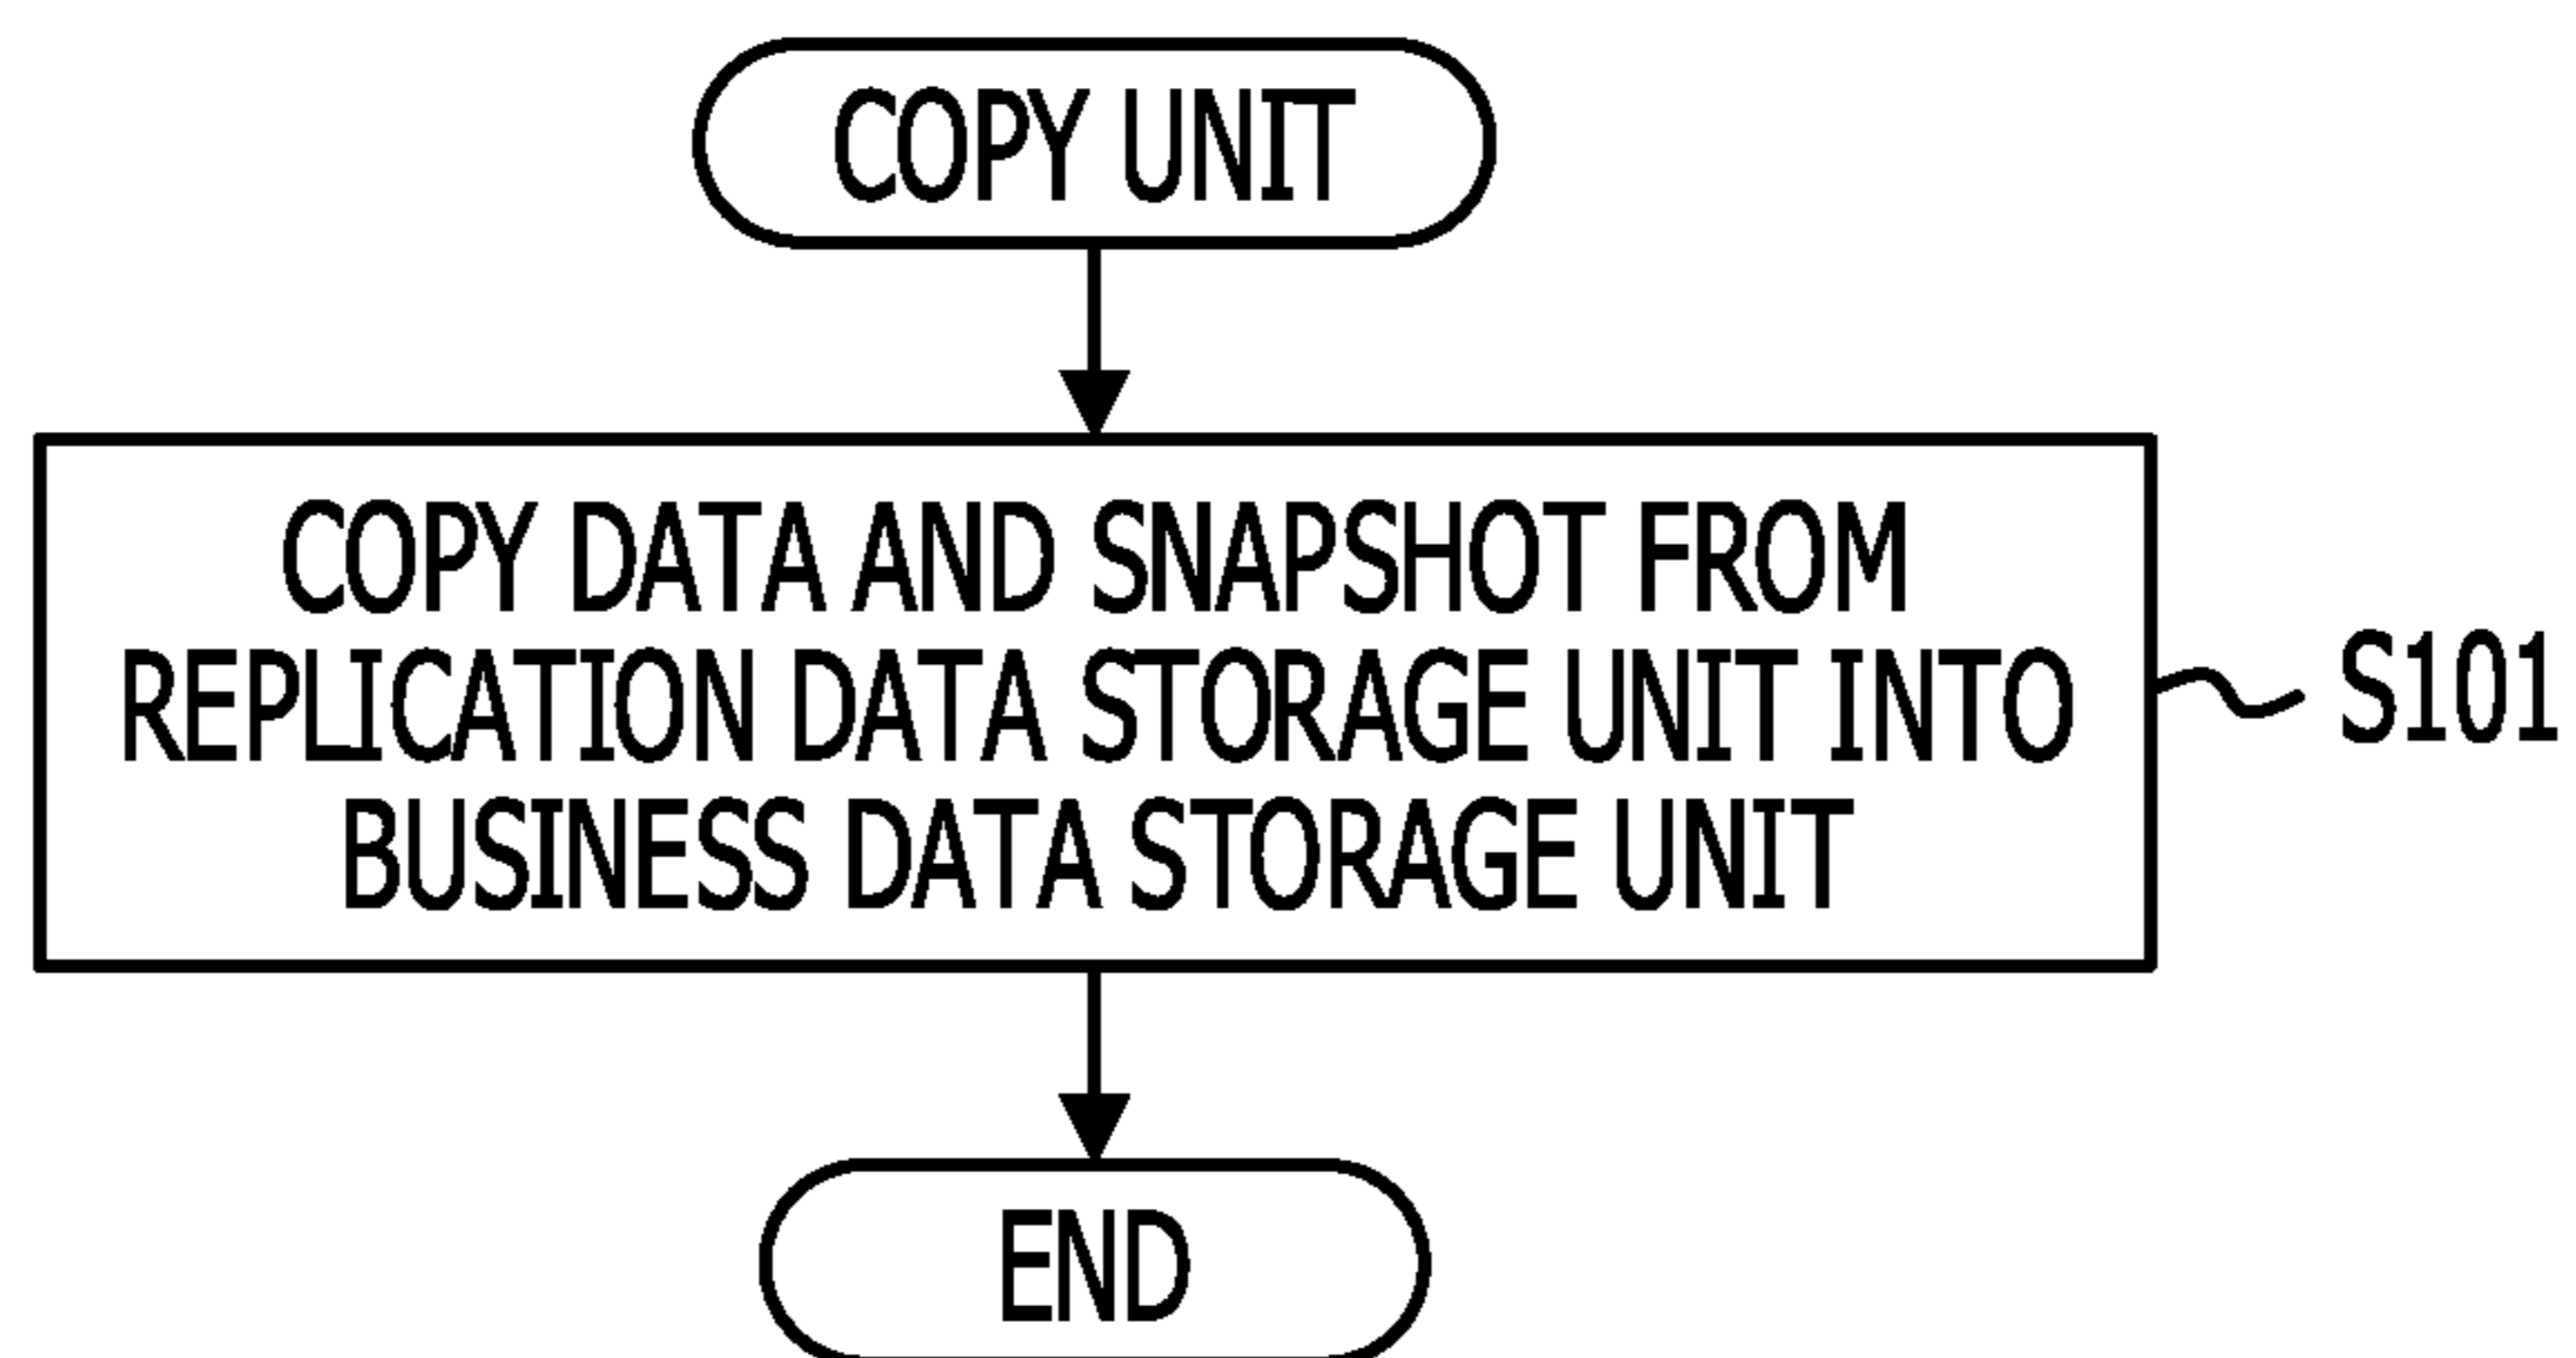 COPY UNIT
COPY DATA AND SNAPSHOT FROM
REPLICATION DATA STORAGE UNIT INTO
BUSINESS DATA STORAGE UNIT
S101
END